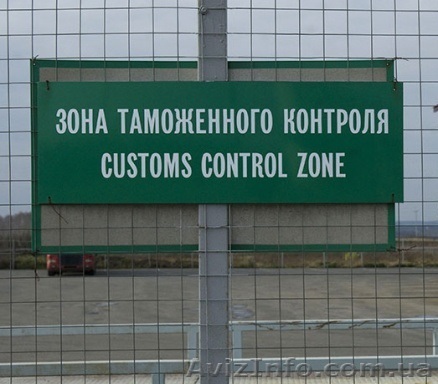 ЗОНА ТАМОЖЕННОГО КОНТРОЛЯ
CUSTOMS CONTROL ZONE
AvizInfo.com.ua